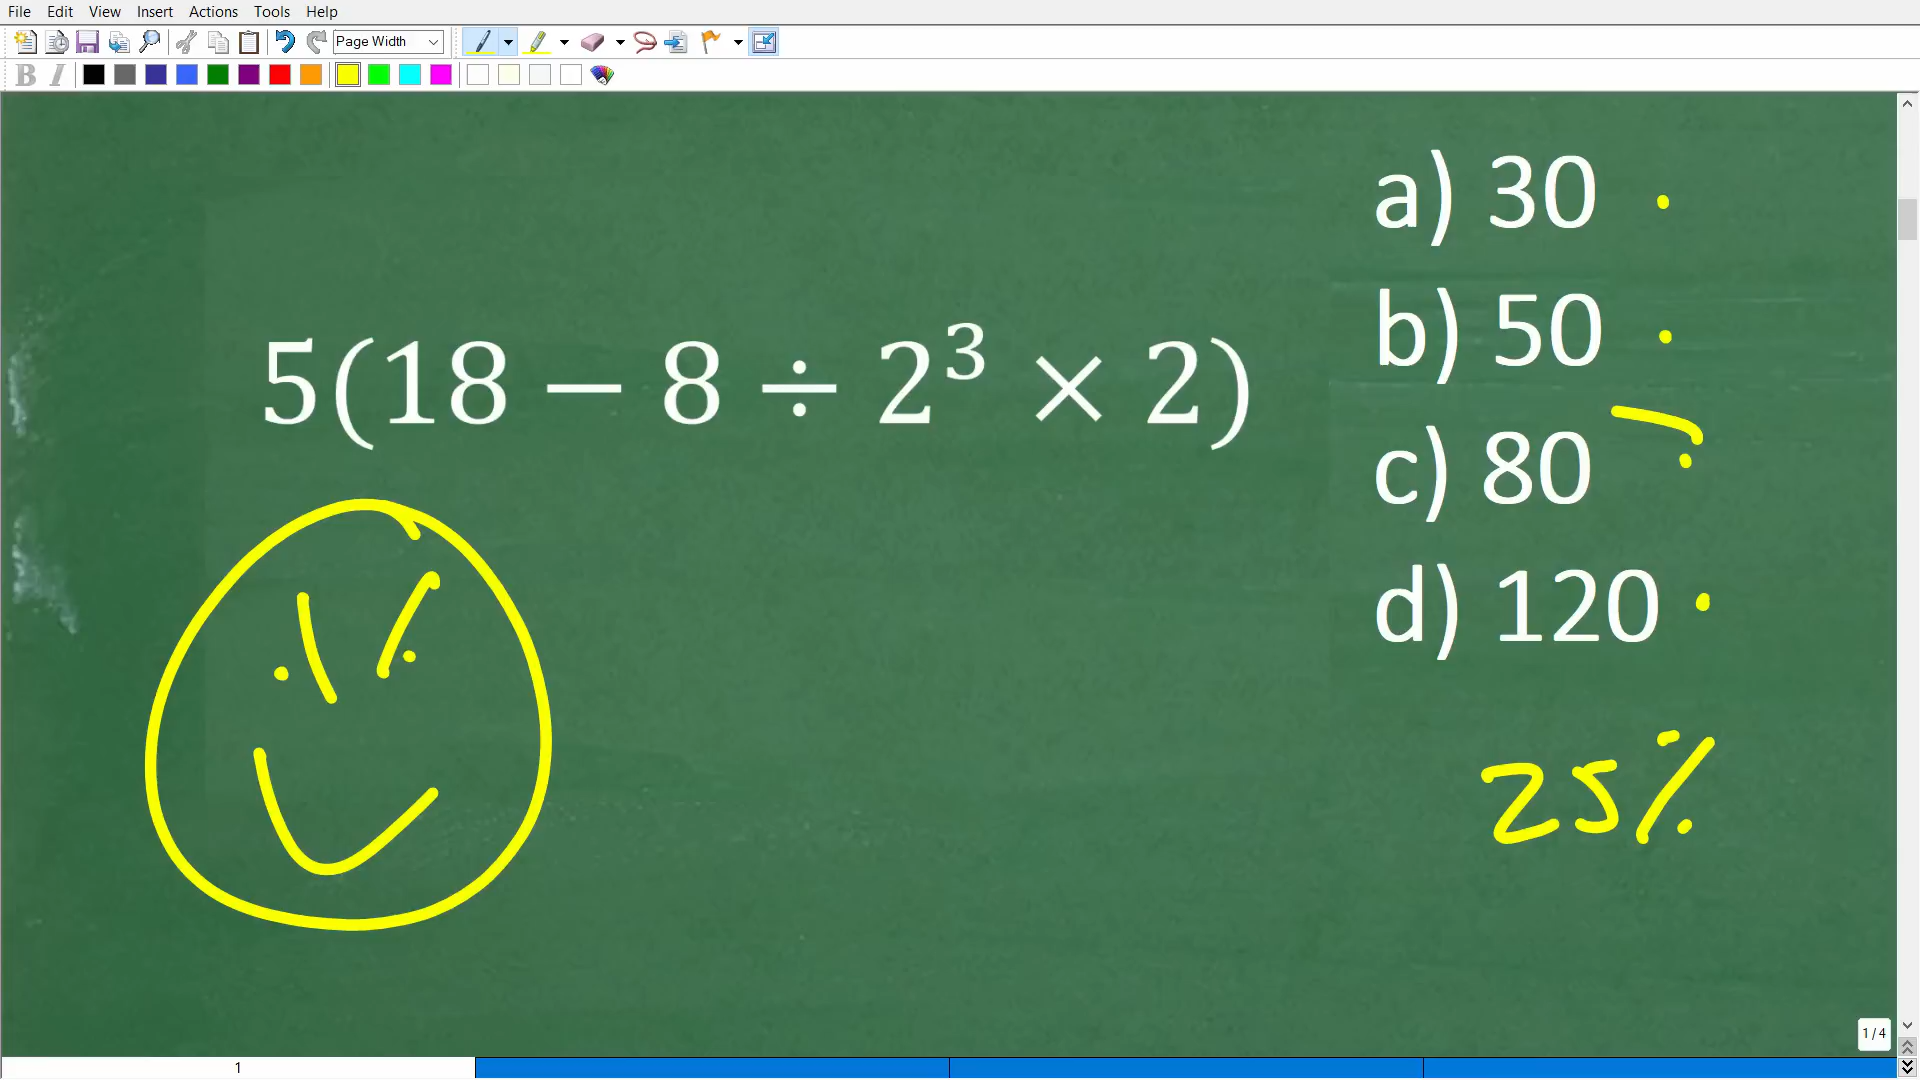 File Edit View Insert Actions Tools Help
Page Width
B I
a) 30
b) 50
5(18 − 8 ÷ 2³ × 2)
c) 80
d) 120
25%
1 / 4
1